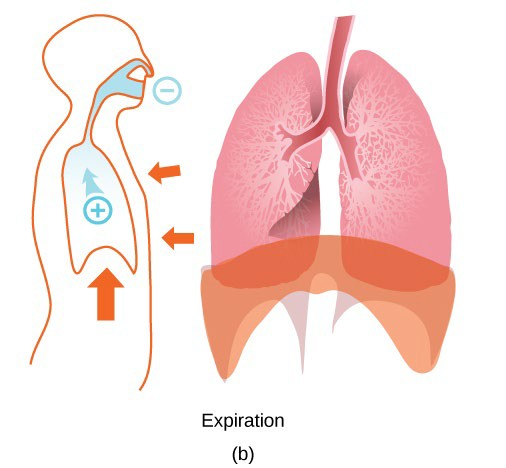 −
+
Expiration
(b)